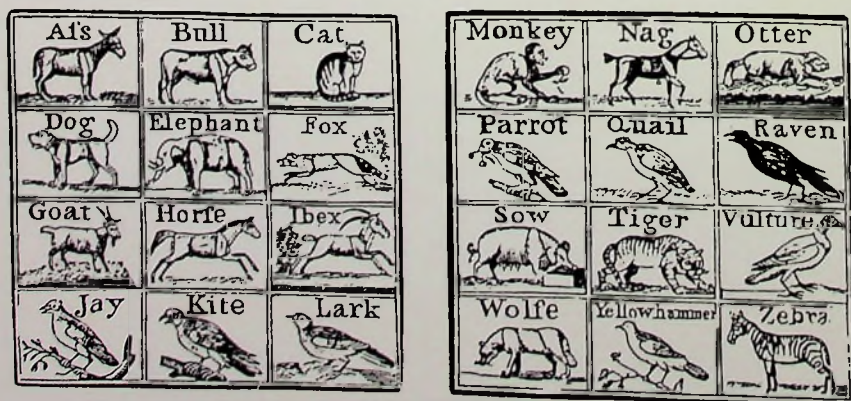 Aſs Bull Cat
Dog Elephant Fox
Goat Horſe Ibex
Jay Kite Lark
Monkey Nag Otter
Parrot Quail Raven
Sow Tiger Vulture
Wolfe Yellowhammer Zebra